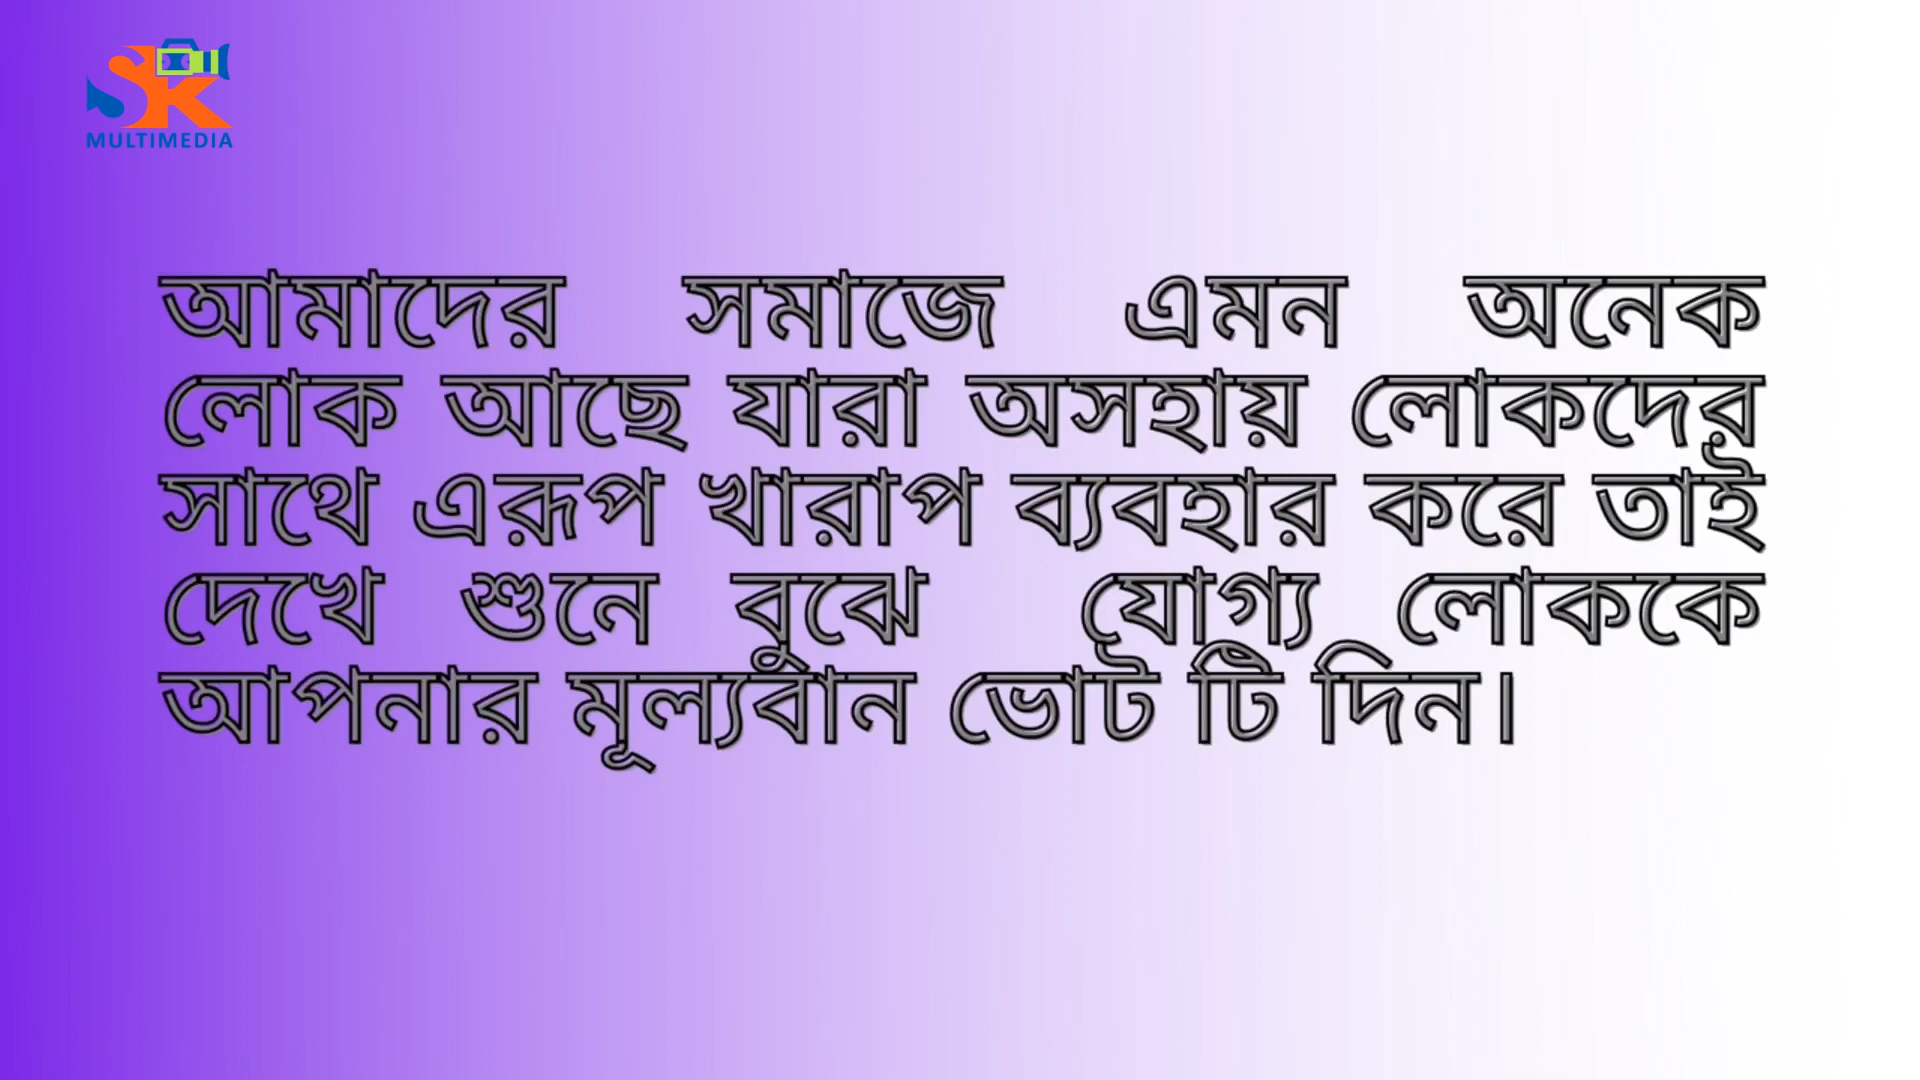 SK
MULTIMEDIA
আমাদের সমাজে এমন অনেক
লোক আছে যারা অসহায় লোকদের
সাথে এরূপ খারাপ ব্যবহার করে তাই
দেখে শুনে বুঝে যোগ্য লোককে
আপনার মূল্যবান ভোট টি দিন।